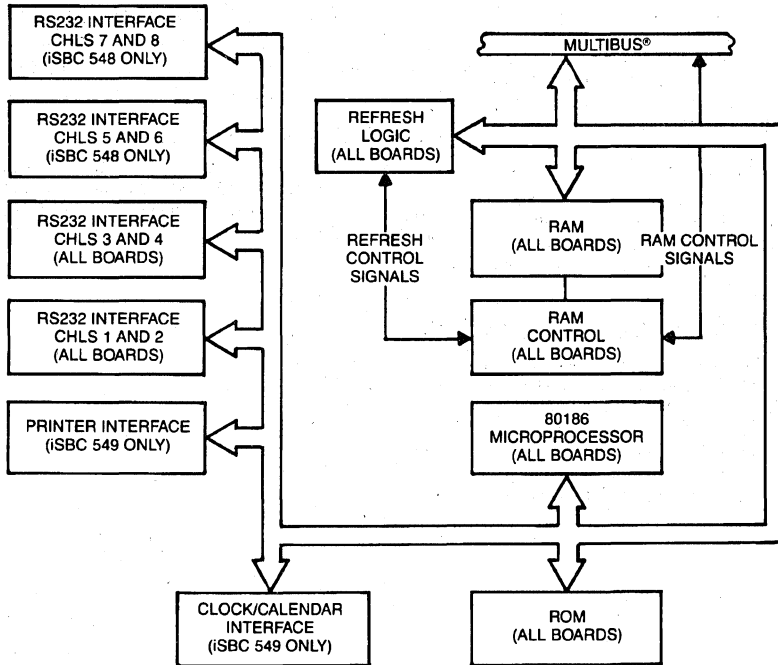 RS232 INTERFACE
CHLS 7 AND 8
(iSBC 548 ONLY)
RS232 INTERFACE
CHLS 5 AND 6
(iSBC 548 ONLY)
RS232 INTERFACE
CHLS 3 AND 4
(ALL BOARDS)
RS232 INTERFACE
CHLS 1 AND 2
(ALL BOARDS)
PRINTER INTERFACE
(iSBC 549 ONLY)
CLOCK/CALENDAR
INTERFACE
(iSBC 549 ONLY)
MULTIBUS®
REFRESH
LOGIC
(ALL BOARDS)
REFRESH
CONTROL
SIGNALS
RAM
(ALL BOARDS)
RAM CONTROL
SIGNALS
RAM
CONTROL
(ALL BOARDS)
80186
MICROPROCESSOR
(ALL BOARDS)
ROM
(ALL BOARDS)